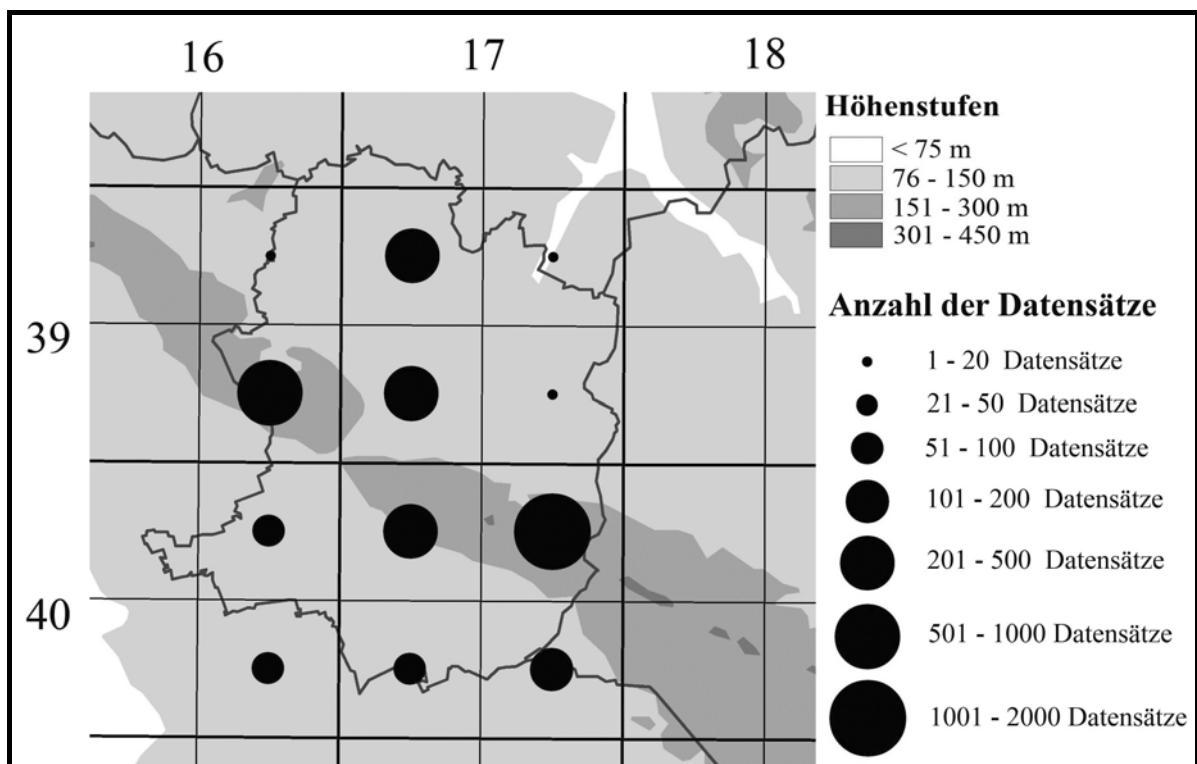 16 17 18
39
40
Höhenstufen
< 75 m
76 - 150 m
151 - 300 m
301 - 450 m
Anzahl der Datensätze
1 - 20 Datensätze
21 - 50 Datensätze
51 - 100 Datensätze
101 - 200 Datensätze
201 - 500 Datensätze
501 - 1000 Datensätze
1001 - 2000 Datensätze